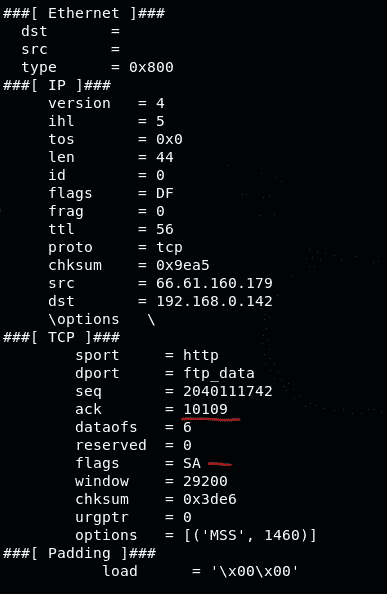 ###[ Ethernet ]###
  dst       =
  src       =
  type      = 0x800
###[ IP ]###
     version   = 4
     ihl       = 5
     tos       = 0x0
     len       = 44
     id        = 0
     flags     = DF
     frag      = 0
     ttl       = 56
     proto     = tcp
     chksum    = 0x9ea5
     src       = 66.61.160.179
     dst       = 192.168.0.142
     \options   \
###[ TCP ]###
        sport     = http
        dport     = ftp_data
        seq       = 2040111742
        ack       = 10109
        dataofs   = 6
        reserved  = 0
        flags     = SA
        window    = 29200
        chksum    = 0x3de6
        urgptr    = 0
        options   = [('MSS', 1460)]
###[ Padding ]###
           load      = '\x00\x00'